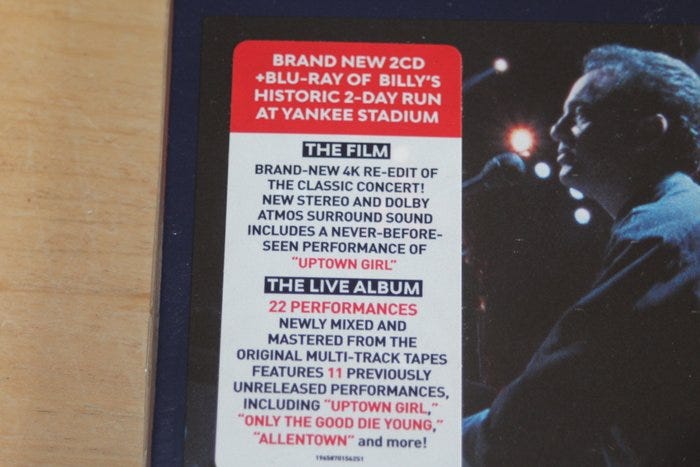 BRAND NEW 2CD
+BLU-RAY OF BILLY'S
HISTORIC 2-DAY RUN
AT YANKEE STADIUM
THE FILM
BRAND-NEW 4K RE-EDIT OF
THE CLASSIC CONCERT!
NEW STEREO AND DOLBY
ATMOS SURROUND SOUND
INCLUDES A NEVER-BEFORE-
SEEN PERFORMANCE OF
"UPTOWN GIRL"
THE LIVE ALBUM
22 PERFORMANCES
NEWLY MIXED AND
MASTERED FROM THE
ORIGINAL MULTI-TRACK TAPES
FEATURES 11 PREVIOUSLY
UNRELEASED PERFORMANCES,
INCLUDING "UPTOWN GIRL,"
"ONLY THE GOOD DIE YOUNG,"
"ALLENTOWN" and more!
19658701562S1